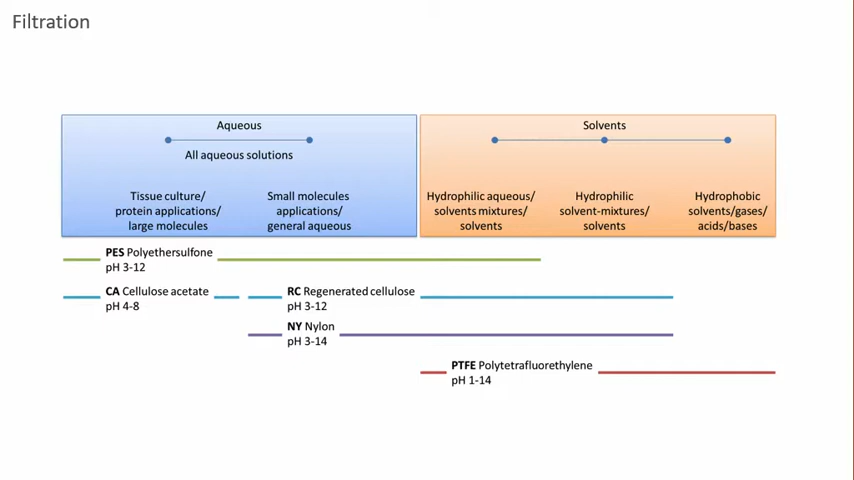 Filtration
Aqueous
All aqueous solutions
Tissue culture/
protein applications/
large molecules
Small molecules
applications/
general aqueous
Solvents
Hydrophilic aqueous/
solvents mixtures/
solvents
Hydrophilic
solvent-mixtures/
solvents
Hydrophobic
solvents/gases/
acids/bases
PES Polyethersulfone
pH 3-12
CA Cellulose acetate
pH 4-8
RC Regenerated cellulose
pH 3-12
NY Nylon
pH 3-14
PTFE Polytetrafluorethylene
pH 1-14